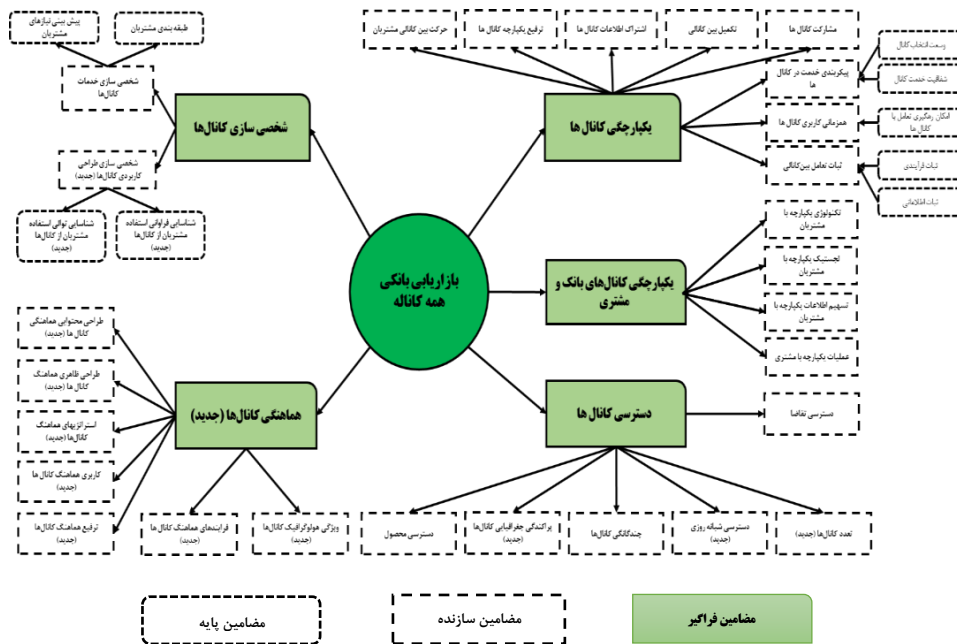 پیش بینی نیازهای
مشتریان
طبقه بندی مشتریان
شخصی سازی خدمات
کانال‌ها
شخصی سازی کانال‌ها
شخصی سازی طراحی
کاربردی کانال‌ها (جدید)
شناسایی توالی استفاده
مشتریان از کانال‌ها
(جدید)
شناسایی فراوانی استفاده
مشتریان از کانال‌ها
(جدید)
حرکت بین کانالی مشتریان
ترفیع یکپارچه کانال ها
اشتراک اطلاعات کانال ها
تکمیل بین کانالی
مشارکت کانال ها
یکپارچگی کانال ها
پیکربندی خدمت در کانال
ها
همزمانی کاربری کانال ها
ثبات تعامل بین‌کانالی
وسعت انتخاب کانال
شفافیت خدمت کانال
امکان رهگیری تعامل با
کانال ها
ثبات فرآیندی
ثبات اطلاعاتی
بازاریابی بانکی
همه کاناله
یکپارچگی کانال‌های بانک و
مشتری
تکنولوژی یکپارچه با
مشتریان
لجستیک یکپارچه با
مشتریان
تسهیم اطلاعات یکپارچه با
مشتریان
عملیات یکپارچه با مشتری
دسترسی کانال ها
دسترسی تقاضا
دسترسی محصول
پراکندگی جغرافیایی کانال‌ها
(جدید)
چندگانگی کانال‌ها
دسترسی شبانه روزی
(جدید)
تعدد کانال‌ها (جدید)
هماهنگی کانال‌ها (جدید)
طراحی محتوایی هماهنگی
کانال ها (جدید)
طراحی ظاهری هماهنگ
کانال ها (جدید)
استراتژیهای هماهنگ
کانال‌ها (جدید)
کاربری هماهنگ کانال ها
(جدید)
ترفیع هماهنگ کانال‌ها
(جدید)
فرایندهای هماهنگ کانال ها
(جدید)
ویژگی هولوگرافیک کانال‌ها
(جدید)
مضامین پایه
مضامین سازنده
مضامین فراگیر